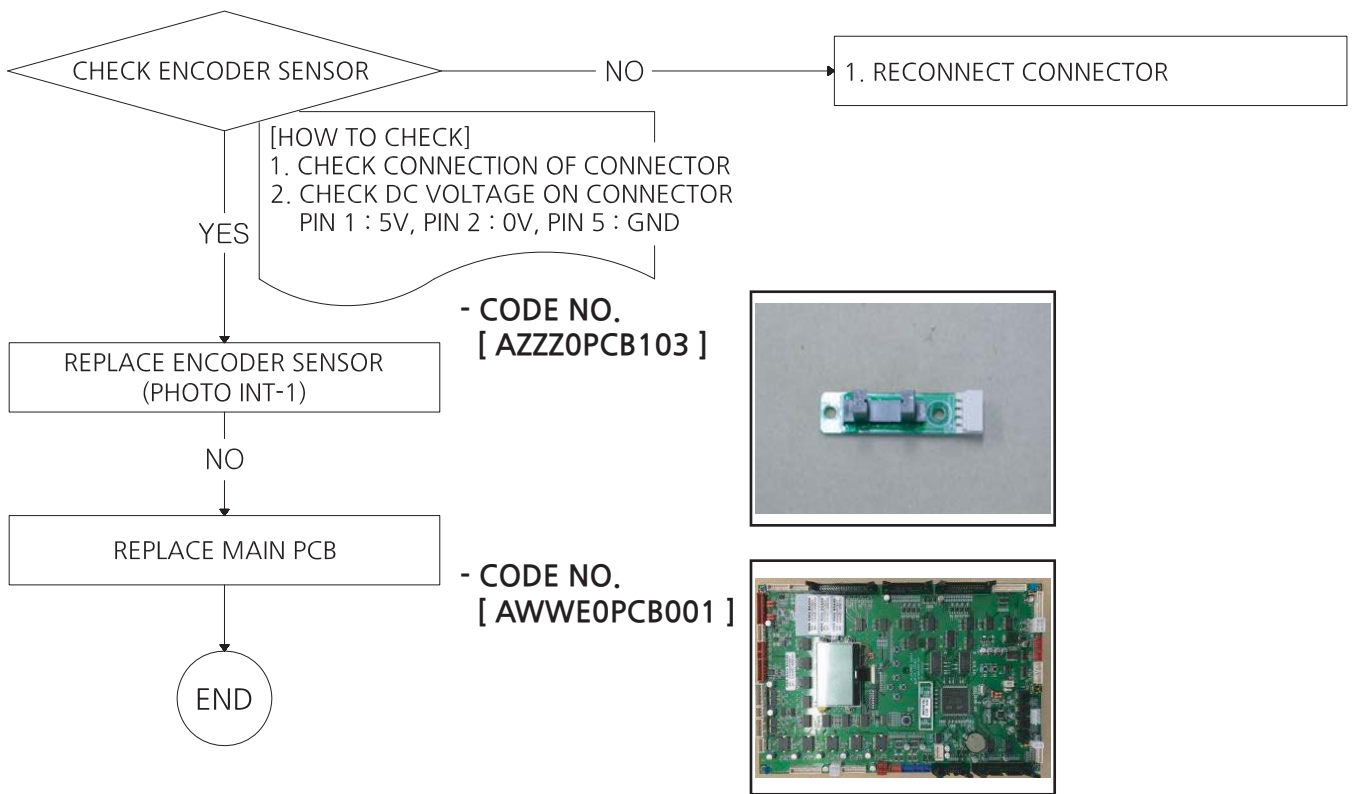 CHECK ENCODER SENSOR
NO
1. RECONNECT CONNECTOR
[HOW TO CHECK]
1. CHECK CONNECTION OF CONNECTOR
2. CHECK DC VOLTAGE ON CONNECTOR
PIN 1 : 5V, PIN 2 : 0V, PIN 5 : GND
YES
- CODE NO.
[ AZZZ0PCB103 ]
REPLACE ENCODER SENSOR
(PHOTO INT-1)
NO
REPLACE MAIN PCB
- CODE NO.
[ AWWE0PCB001 ]
END